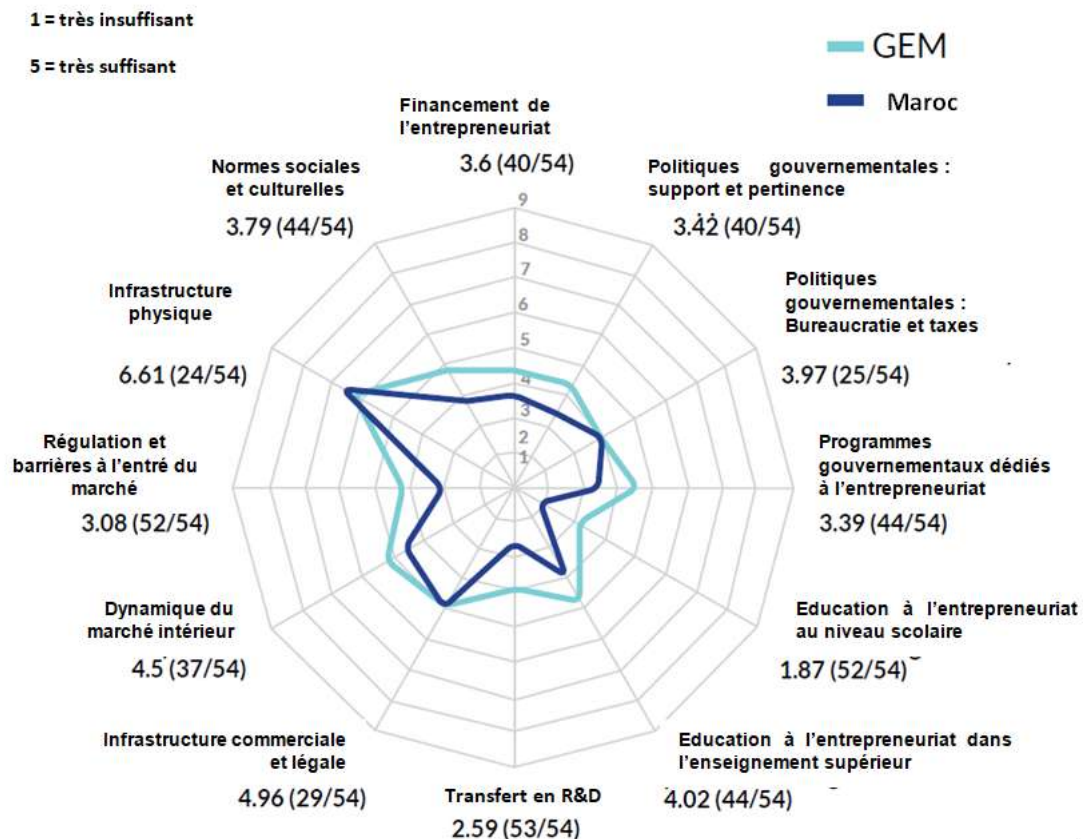 1 = très insuffisant
5 = très suffisant
GEM
Maroc
Financement de
l'entrepreneuriat
3.6 (40/54)
Politiques gouvernementales :
support et pertinence
3.42 (40/54)
Politiques
gouvernementales :
Bureaucratie et taxes
3.97 (25/54)
Programmes
gouvernementaux dédiés
à l'entrepreneuriat
3.39 (44/54)
Education à l'entrepreneuriat
au niveau scolaire
1.87 (52/54)
Education à l'entrepreneuriat dans
l'enseignement supérieur
4.02 (44/54)
Transfert en R&D
2.59 (53/54)
Infrastructure commerciale
et légale
4.96 (29/54)
Dynamique du
marché intérieur
4.5 (37/54)
Régulation et
barrières à l'entré du
marché
3.08 (52/54)
Infrastructure
physique
6.61 (24/54)
Normes sociales
et culturelles
3.79 (44/54)
9
8
7
6
5
4
3
2
1